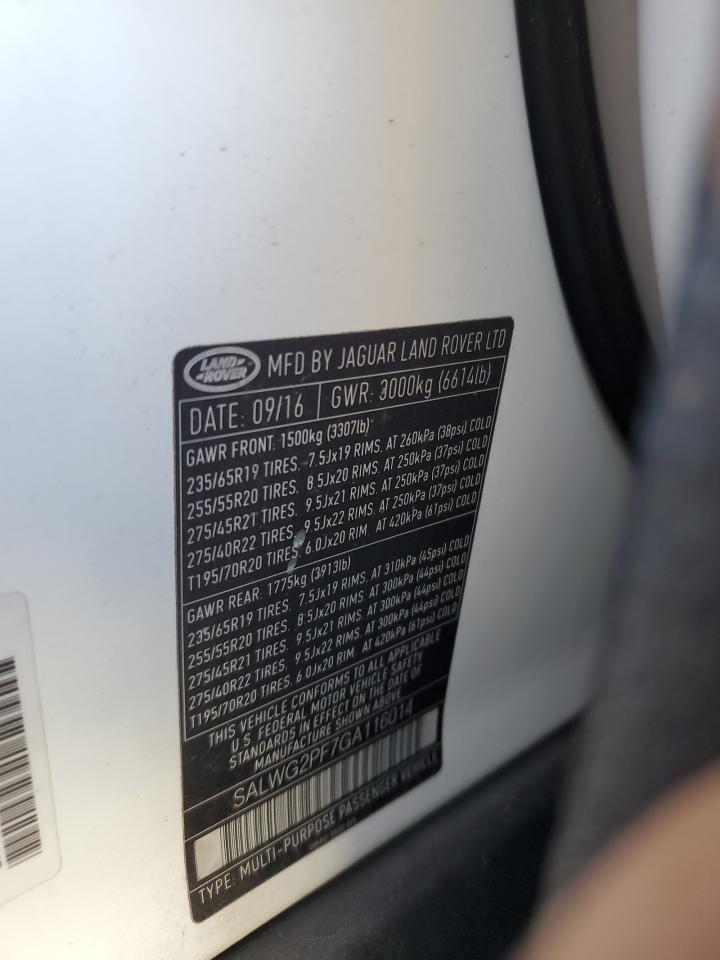 LAND ROVER MFD BY JAGUAR LAND ROVER LTD
DATE: 09/16 GWR: 3000kg (6614lb)
GAWR FRONT: 1500kg (3307lb)
235/65R19 TIRES. 7.5Jx19 RIMS. AT 260kPa (38psi) COLD
255/55R20 TIRES. 8.5Jx20 RIMS. AT 250kPa (37psi) COLD
275/45R21 TIRES. 9.5Jx21 RIMS. AT 250kPa (37psi) COLD
275/40R22 TIRES. 9.5Jx22 RIMS. AT 250kPa (37psi) COLD
T195/70R20 TIRES. 6.0Jx20 RIM. AT 420kPa (61psi) COLD
GAWR REAR: 1775kg (3913lb)
235/65R19 TIRES. 7.5Jx19 RIMS. AT 310kPa (45psi) COLD
255/55R20 TIRES. 8.5Jx20 RIMS. AT 300kPa (44psi) COLD
275/45R21 TIRES. 9.5Jx21 RIMS. AT 300kPa (44psi) COLD
275/40R22 TIRES. 9.5Jx22 RIMS. AT 300kPa (44psi) COLD
T195/70R20 TIRES. 6.0Jx20 RIM. AT 420kPa (61psi) COLD
THIS VEHICLE CONFORMS TO ALL APPLICABLE
U.S. FEDERAL MOTOR VEHICLE SAFETY
STANDARDS IN EFFECT ON THE DATE OF
MANUFACTURE SHOWN ABOVE
SALWG2PF7GA116014
TYPE: MULTI-PURPOSE PASSENGER VEHICLE